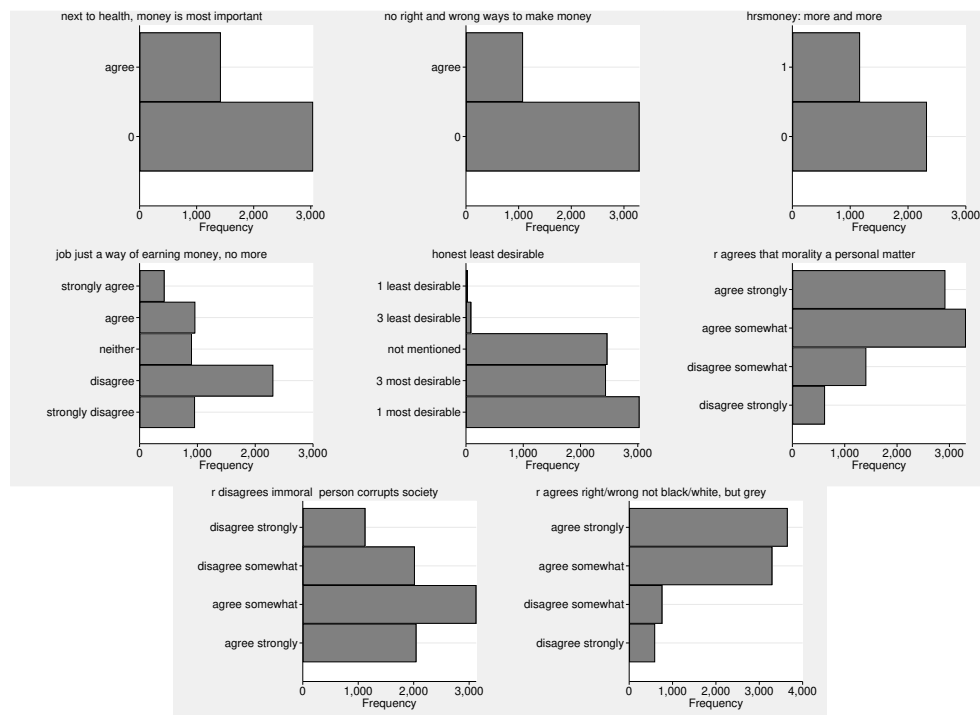 next to health, money is most important
agree
0
0 1,000 2,000 3,000
Frequency
no right and wrong ways to make money
agree
0
0 1,000 2,000 3,000
Frequency
hrsmoney: more and more
1
0
0 1,000 2,000 3,000
Frequency
job just a way of earning money, no more
strongly agree
agree
neither
disagree
strongly disagree
0 1,000 2,000 3,000
Frequency
honest least desirable
1 least desirable
3 least desirable
not mentioned
3 most desirable
1 most desirable
0 1,000 2,000 3,000
Frequency
r agrees that morality a personal matter
agree strongly
agree somewhat
disagree somewhat
disagree strongly
0 1,000 2,000 3,000
Frequency
r disagrees immoral  person corrupts society
disagree strongly
disagree somewhat
agree somewhat
agree strongly
0 1,000 2,000 3,000
Frequency
r agrees right/wrong not black/white, but grey
agree strongly
agree somewhat
disagree somewhat
disagree strongly
0 1,000 2,000 3,000 4,000
Frequency